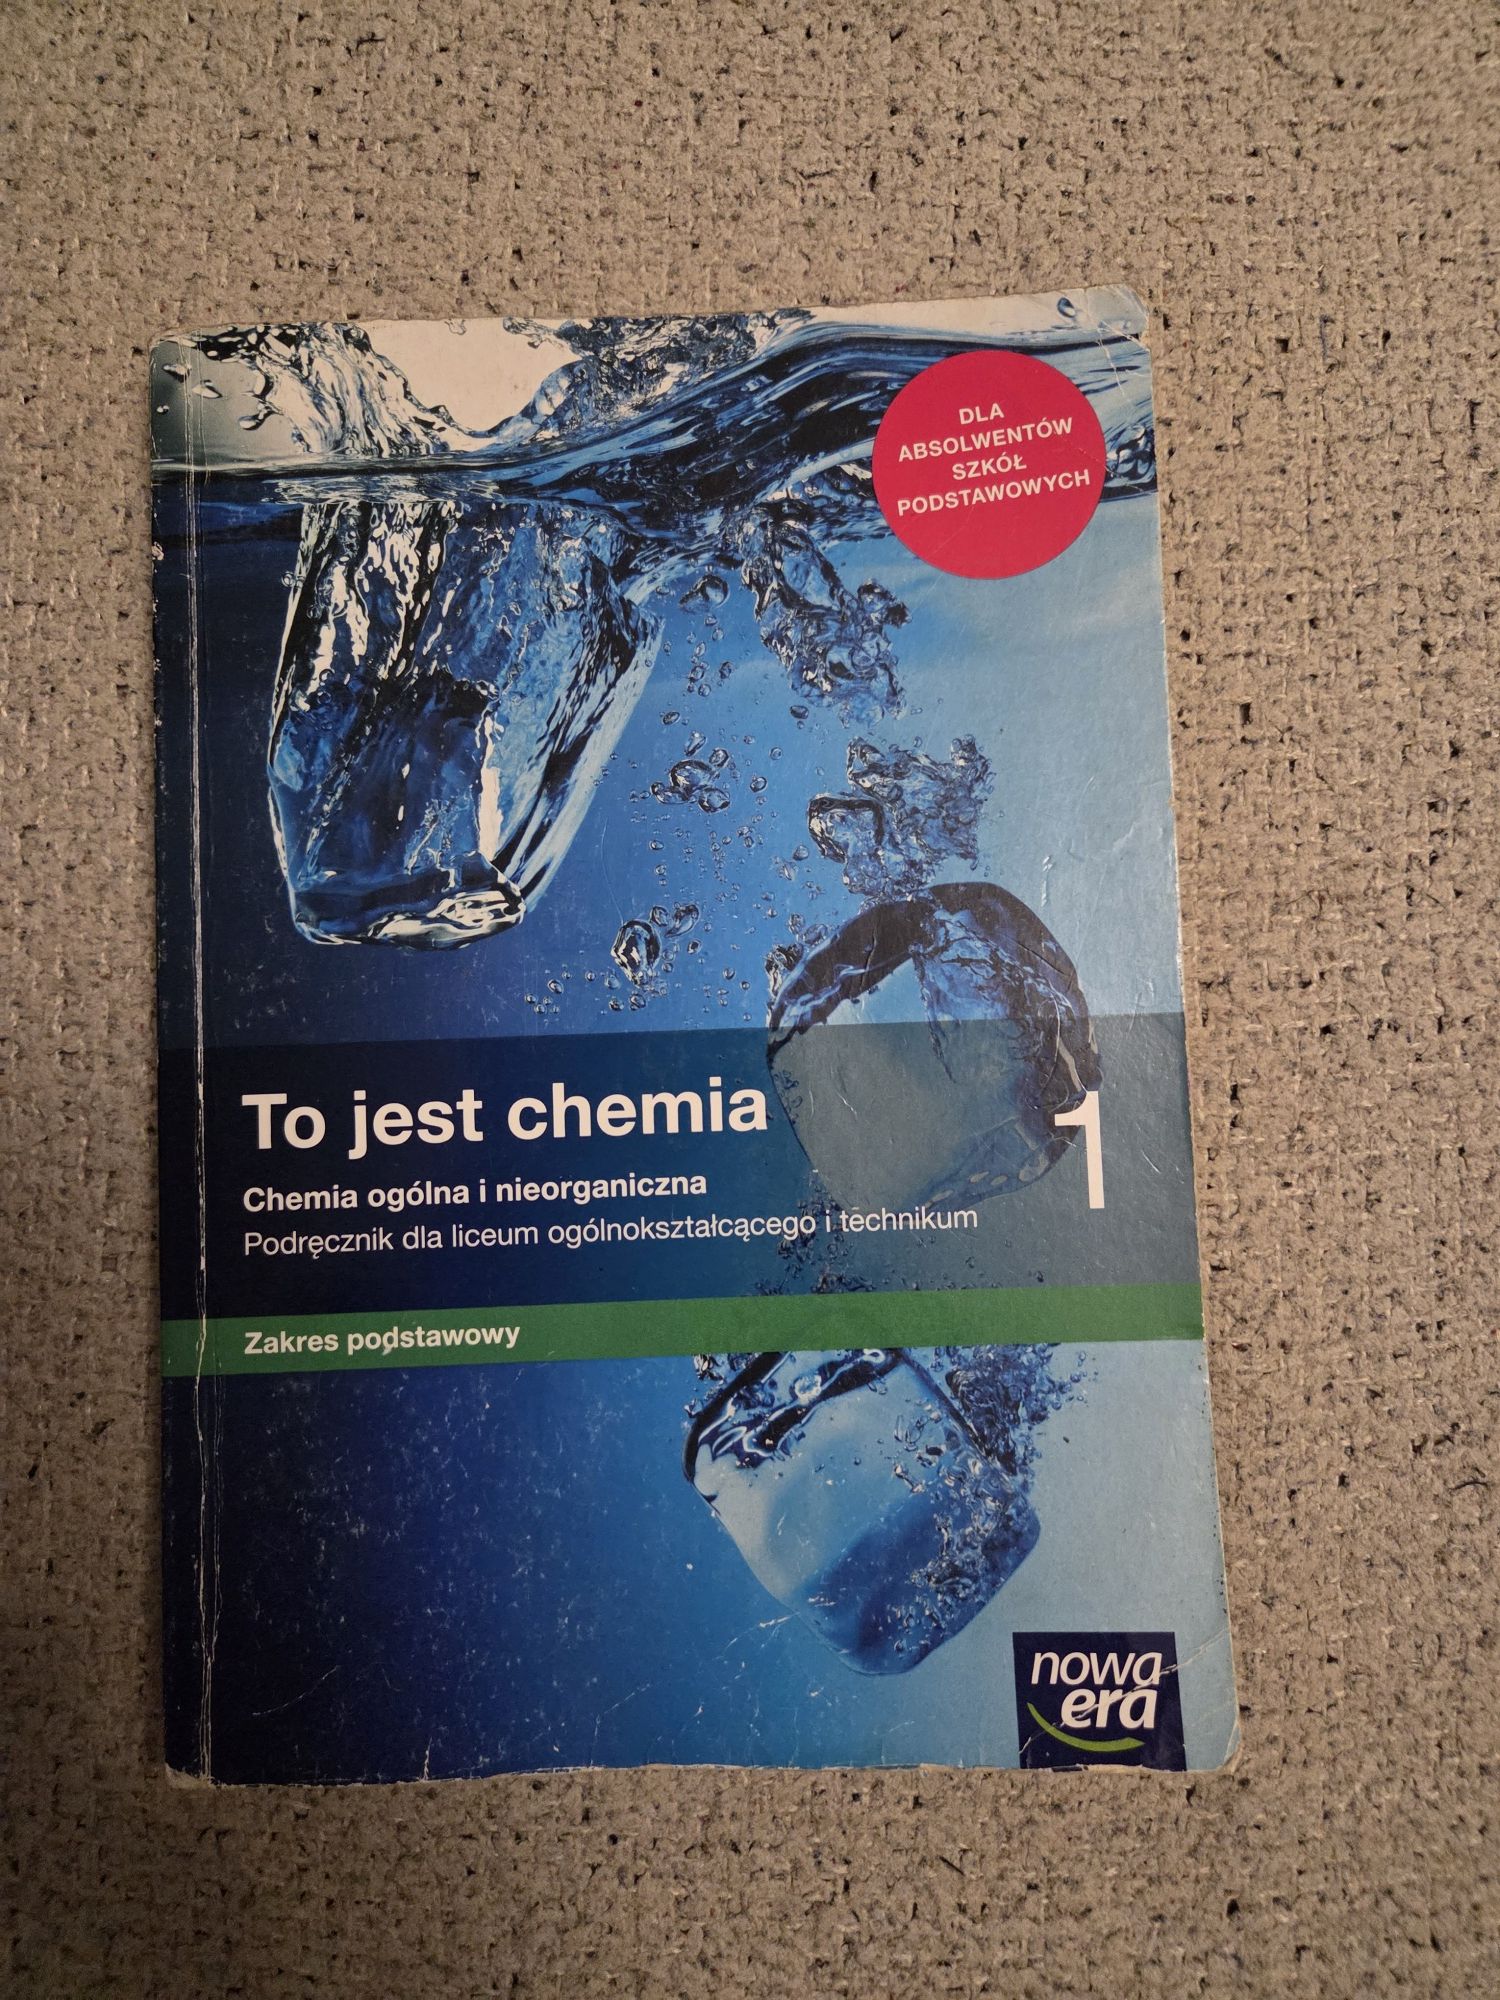 DLA
ABSOLWENTÓW
SZKÓŁ
PODSTAWOWYCH
To jest chemia
1
Chemia ogólna i nieorganiczna
Podręcznik dla liceum ogólnokształcącego i technikum
Zakres podstawowy
nowa
era